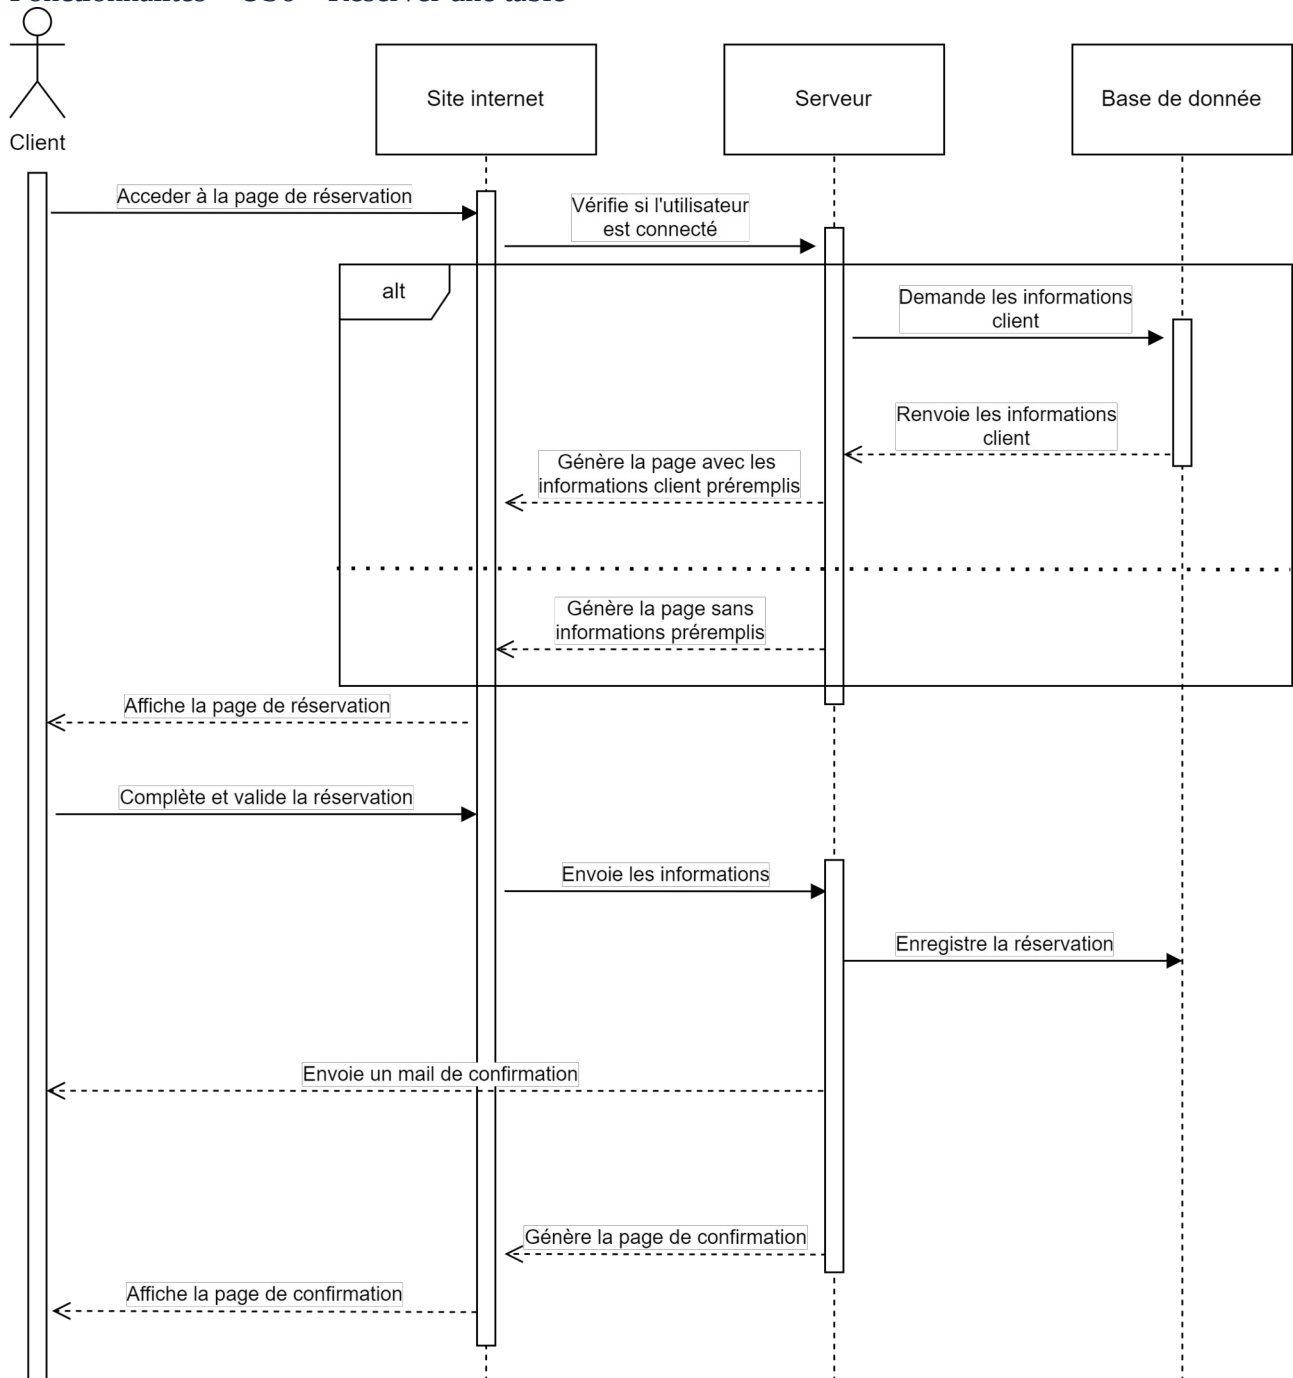 Client
Site internet
Serveur
Base de donnée
Acceder à la page de réservation
Vérifie si l'utilisateur
est connecté
alt
Demande les informations
client
Renvoie les informations
client
Génère la page avec les
informations client préremplis
Génère la page sans
informations préremplis
Affiche la page de réservation
Complète et valide la réservation
Envoie les informations
Enregistre la réservation
Envoie un mail de confirmation
Génère la page de confirmation
Affiche la page de confirmation